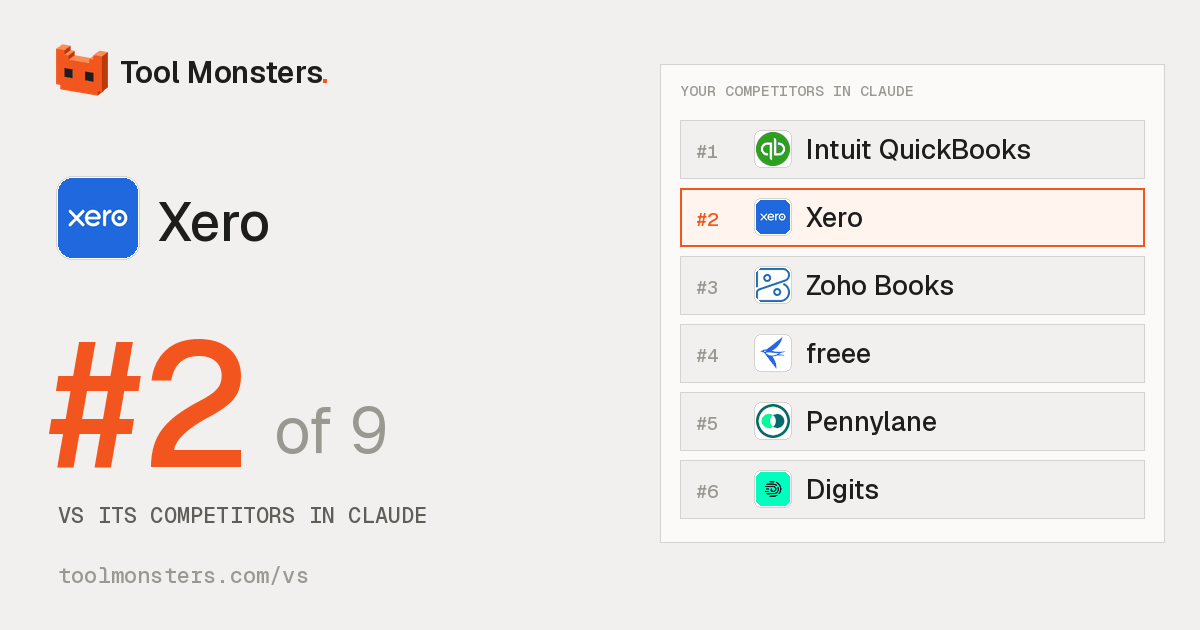 Tool Monsters.
xero
Xero
#2 of 9
VS ITS COMPETITORS IN CLAUDE
toolmonsters.com/vs
YOUR COMPETITORS IN CLAUDE
#1 qb Intuit QuickBooks
#2 xero Xero
#3 Zoho Books
#4 freee
#5 Pennylane
#6 Digits